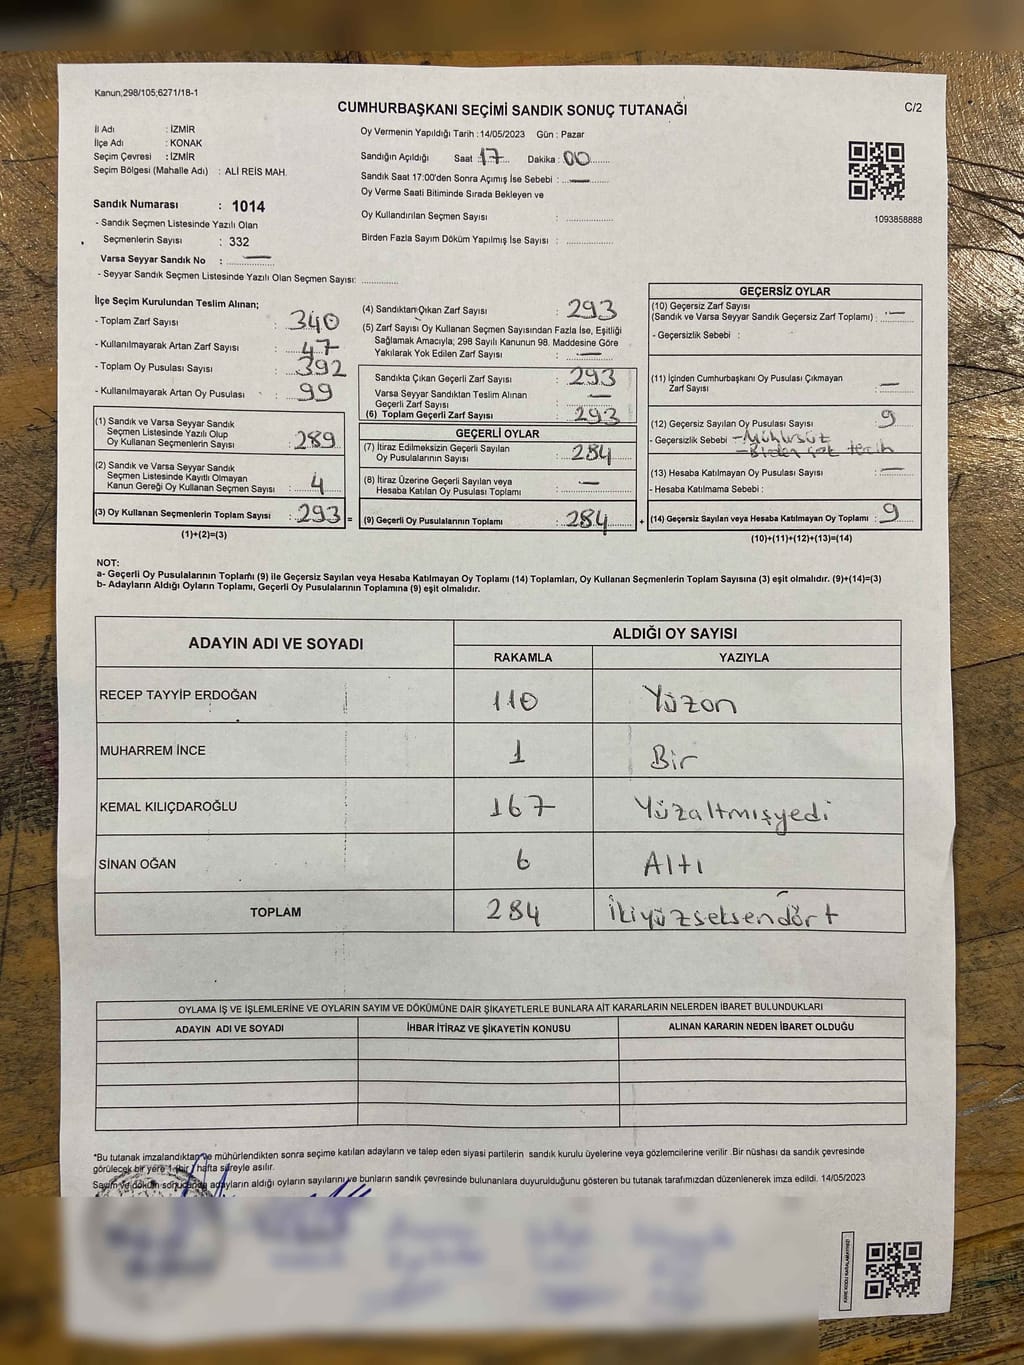 Kanun,298/105;6271/18-1
CUMHURBAŞKANI SEÇİMİ SANDIK SONUÇ TUTANAĞI
C/2
İl Adı : İZMİR
İlçe Adı : KONAK
Seçim Çevresi : İZMİR
Seçim Bölgesi (Mahalle Adı) : ALİ REİS MAH.
Sandık Numarası : 1014
- Sandık Seçmen Listesinde Yazılı Olan
Seçmenlerin Sayısı : 332
Varsa Seyyar Sandık No : —
- Seyyar Sandık Seçmen Listesinde Yazılı Olan Seçmen Sayısı: ............
Oy Vermenin Yapıldığı Tarih : 14/05/2023 Gün : Pazar
Sandığın Açıldığı Saat : 17 Dakika : 00
Sandık Saat 17:00'den Sonra Açımış İse Sebebi : —
Oy Verme Saati Bitiminde Sırada Bekleyen ve
Oy Kullandırılan Seçmen Sayısı : ............
Birden Fazla Sayım Döküm Yapılmış İse Sayısı : ............
1093858888
İlçe Seçim Kurulundan Teslim Alınan;
- Toplam Zarf Sayısı : 340
- Kullanılmayarak Artan Zarf Sayısı : 47
- Toplam Oy Pusulası Sayısı : 392
- Kullanılmayarak Artan Oy Pusulası : 99
(1) Sandık ve Varsa Seyyar Sandık
Seçmen Listesinde Yazılı Olup
Oy Kullanan Seçmenlerin Sayısı : 289
(2) Sandık ve Varsa Seyyar Sandık
Seçmen Listesinde Kayıtlı Olmayan
Kanun Gereği Oy Kullanan Seçmen Sayısı : 4
(3) Oy Kullanan Seçmenlerin Toplam Sayısı : 293 =
(1)+(2)=(3)
(4) Sandıktan Çıkan Zarf Sayısı : 293
(5) Zarf Sayısı Oy Kullanan Seçmen Sayısından Fazla İse, Eşitliği
Sağlamak Amacıyla; 298 Sayılı Kanunun 98. Maddesine Göre
Yakılarak Yok Edilen Zarf Sayısı : —
Sandıkta Çıkan Geçerli Zarf Sayısı : 293
Varsa Seyyar Sandıktan Teslim Alınan
Geçerli Zarf Sayısı : —
(6) Toplam Geçerli Zarf Sayısı : 293
GEÇERLİ OYLAR
(7) İtiraz Edilmeksizin Geçerli Sayılan
Oy Pusulalarının Sayısı : 284
(8) İtiraz Üzerine Geçerli Sayılan veya
Hesaba Katılan Oy Pusulası Toplamı : —
(9) Geçerli Oy Pusulalarının Toplamı : 284 +
GEÇERSİZ OYLAR
(10) Geçersiz Zarf Sayısı
(Sandık ve Varsa Seyyar Sandık Geçersiz Zarf Toplamı) : —
- Geçersizlik Sebebi :
(11) İçinden Cumhurbaşkanı Oy Pusulası Çıkmayan
Zarf Sayısı : —
(12) Geçersiz Sayılan Oy Pusulası Sayısı : 9
- Geçersizlik Sebebi - Mühürsüz
- Birden çok tercih
(13) Hesaba Katılmayan Oy Pusulası Sayısı : —
- Hesaba Katılmama Sebebi :
(14) Geçersiz Sayılan veya Hesaba Katılmayan Oy Toplamı : 9
(10)+(11)+(12)+(13)=(14)
NOT:
a- Geçerli Oy Pusulalarının Toplamı (9) ile Geçersiz Sayılan veya Hesaba Katılmayan Oy Toplamı (14) Toplamları, Oy Kullanan Seçmenlerin Toplam Sayısına (3) eşit olmalıdır. (9)+(14)=(3)
b- Adayların Aldığı Oyların Toplamı, Geçerli Oy Pusulalarının Toplamına (9) eşit olmalıdır.
ADAYIN ADI VE SOYADI
ALDIĞI OY SAYISI
RAKAMLA YAZIYLA
RECEP TAYYİP ERDOĞAN 110 Yüzon
MUHARREM İNCE 1 Bir
KEMAL KILIÇDAROĞLU 167 Yüzaltmışyedi
SİNAN OĞAN 6 Altı
TOPLAM 284 İkiyüzseksendört
OYLAMA İŞ VE İŞLEMLERİNE VE OYLARIN SAYIM VE DÖKÜMÜNE DAİR ŞİKAYETLERLE BUNLARA AİT KARARLARIN NELERDEN İBARET BULUNDUKLARI
ADAYIN ADI VE SOYADI İHBAR İTİRAZ VE ŞİKAYETİN KONUSU ALINAN KARARIN NEDEN İBARET OLDUĞU
*Bu tutanak imzalandıktan ve mühürlendikten sonra seçime katılan adayların ve talep eden siyasi partilerin sandık kurulu üyelerine veya gözlemcilerine verilir .Bir nüshası da sandık çevresinde
görülecek bir yere 1 (bir) hafta süreyle asılır.
Sayım ve döküm sonucunda adayların aldığı oyların sayılarını ve bunların sandık çevresinde bulunanlara duyurulduğunu gösteren bu tutanak tarafımızdan düzenlenerek imza edildi. 14/05/2023